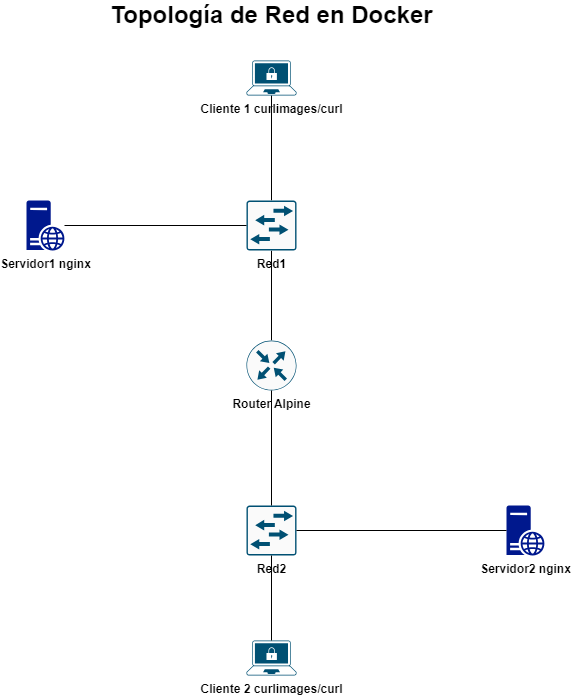 Topología de Red en Docker
Cliente 1 curlimages/curl
Servidor1 nginx
Red1
Router Alpine
Red2
Servidor2 nginx
Cliente 2 curlimages/curl